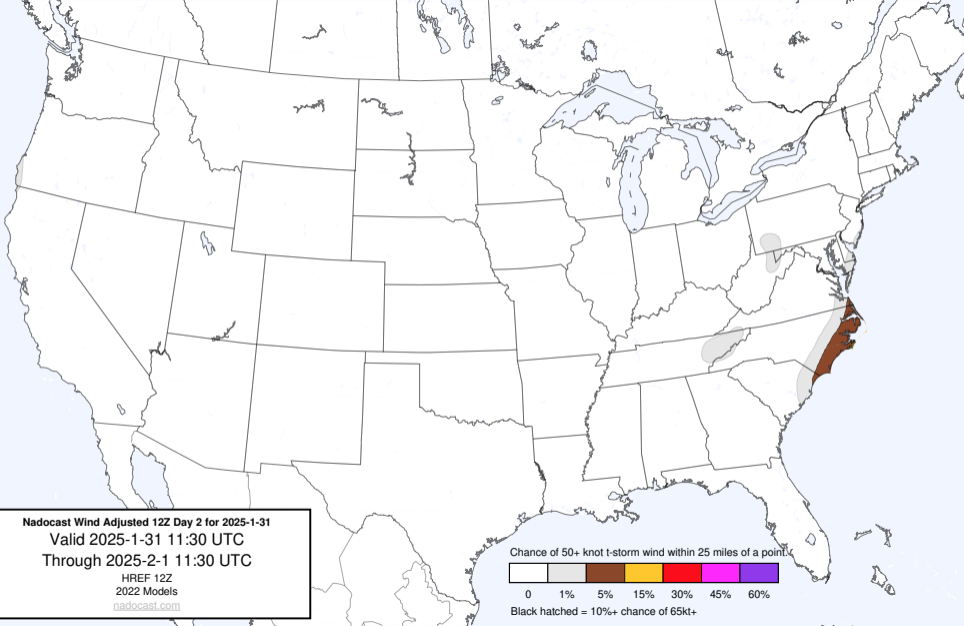 Nadocast Wind Adjusted 12Z Day 2 for 2025-1-31
Valid 2025-1-31 11:30 UTC
Through 2025-2-1 11:30 UTC
HREF 12Z
2022 Models
nadocast.com
Chance of 50+ knot t-storm wind within 25 miles of a point.
0 1% 5% 15% 30% 45% 60%
Black hatched = 10%+ chance of 65kt+